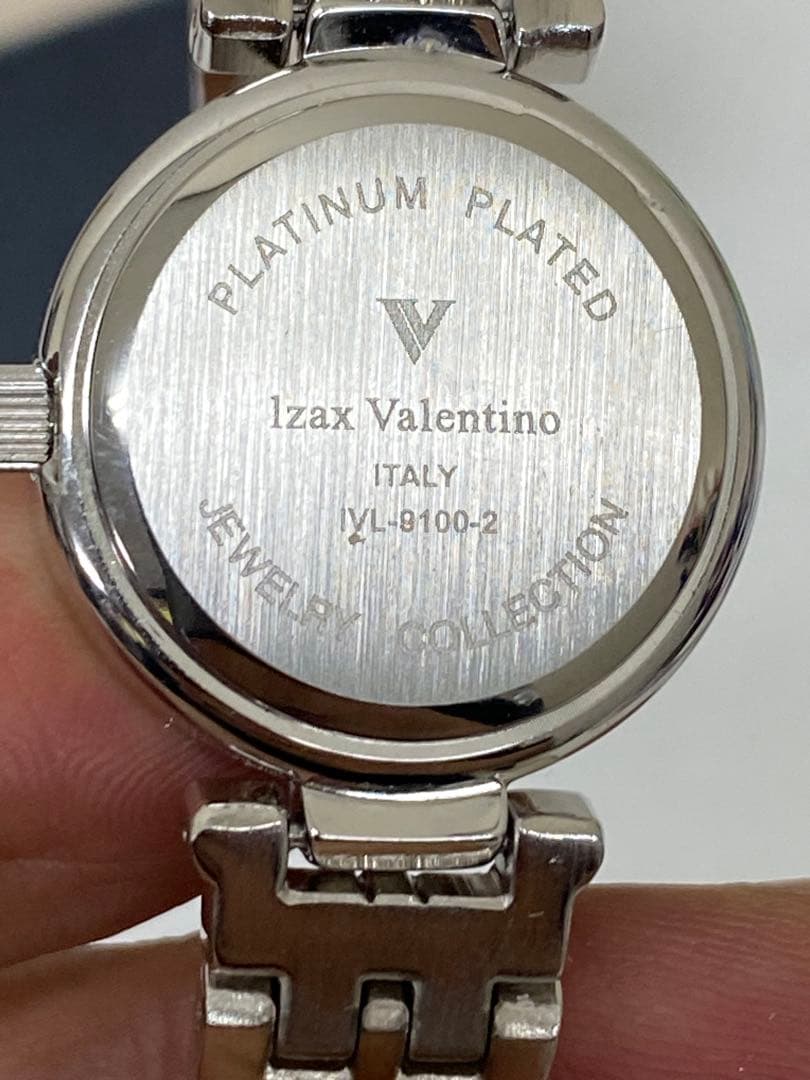 PLATINUM PLATED
V
Izax Valentino
ITALY
IVL-9100-2
JEWELRY COLLECTION